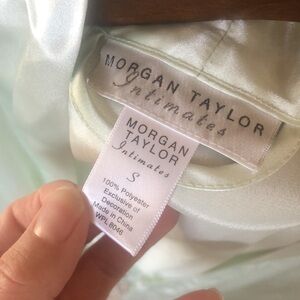 MORGAN TAYLOR
Intimates
MORGAN
TAYLOR
Intimates
S
100% Polyester
Exclusive of
Decoration
Made in China
WPL 8046